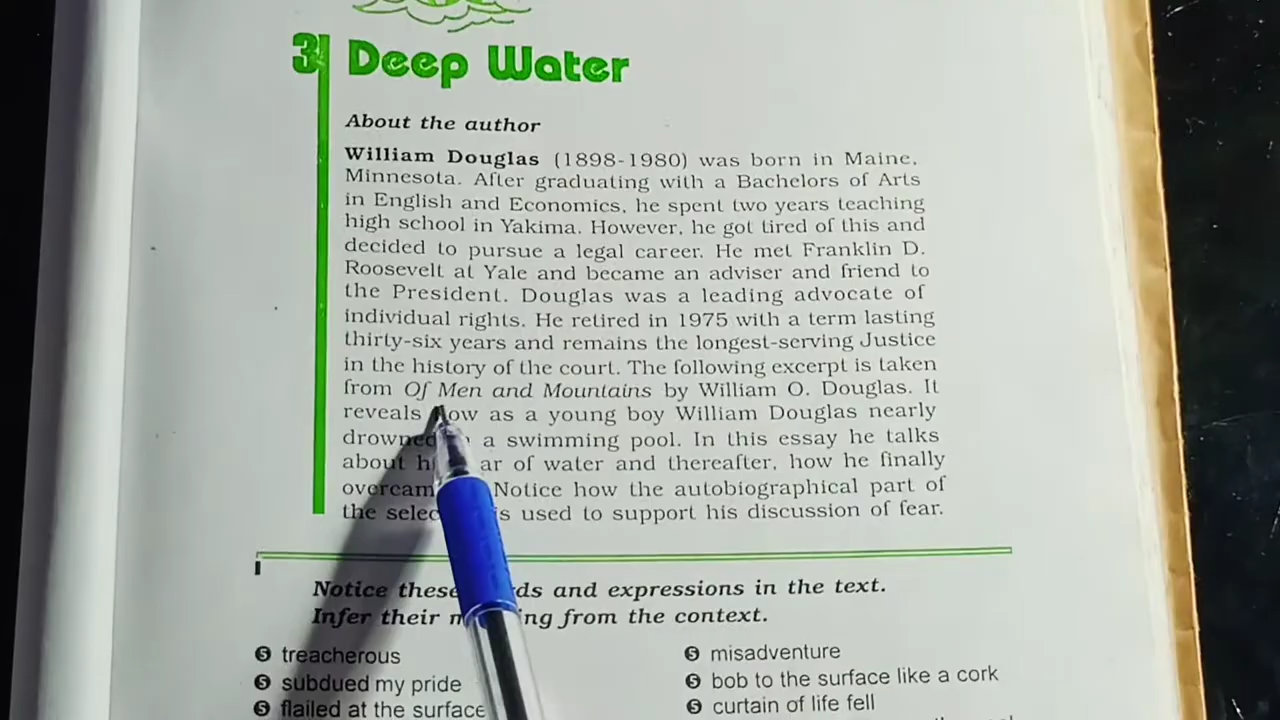 3 Deep Water
About the author
William Douglas (1898-1980) was born in Maine,
Minnesota. After graduating with a Bachelors of Arts
in English and Economics, he spent two years teaching
high school in Yakima. However, he got tired of this and
decided to pursue a legal career. He met Franklin D.
Roosevelt at Yale and became an adviser and friend to
the President. Douglas was a leading advocate of
individual rights. He retired in 1975 with a term lasting
thirty-six years and remains the longest-serving Justice
in the history of the court. The following excerpt is taken
from Of Men and Mountains by William O. Douglas. It
reveals how as a young boy William Douglas nearly
drowned a swimming pool. In this essay he talks
about of water and thereafter, how he finally
Notice how the autobiographical part of
the is used to support his discussion of fear.
Notice these and expressions in the text.
Infer their from the context.
treacherous
subdued my pride
flailed at the surface
misadventure
bob to the surface like a cork
curtain of life fell